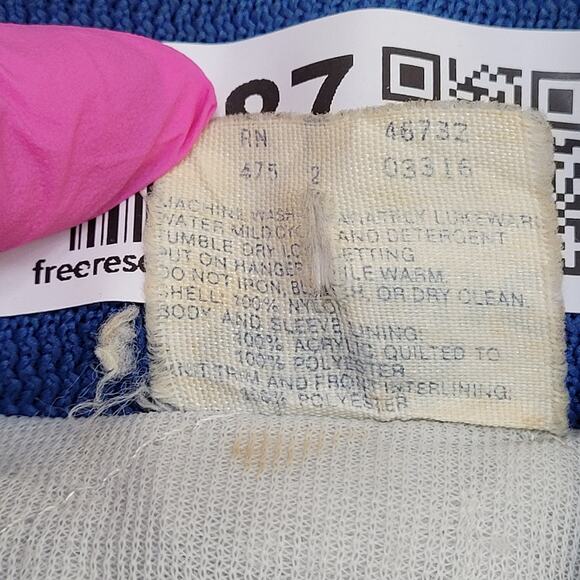 87
freerese
RN 46732
475 2 03316
MACHINE WASH SEPARATELY LUKEWARM
WATER MILD AND DETERGENT
TUMBLE DRY LOW SETTING
PUT ON HANGER WHILE WARM.
DO NOT IRON, BLEACH, OR DRY CLEAN.
SHELL: 100% NYLON
BODY AND SLEEVE LINING:
100% ACRYLIC QUILTED TO
100% POLYESTER
KNIT TRIM AND FRONT INTERLINING:
100% POLYESTER